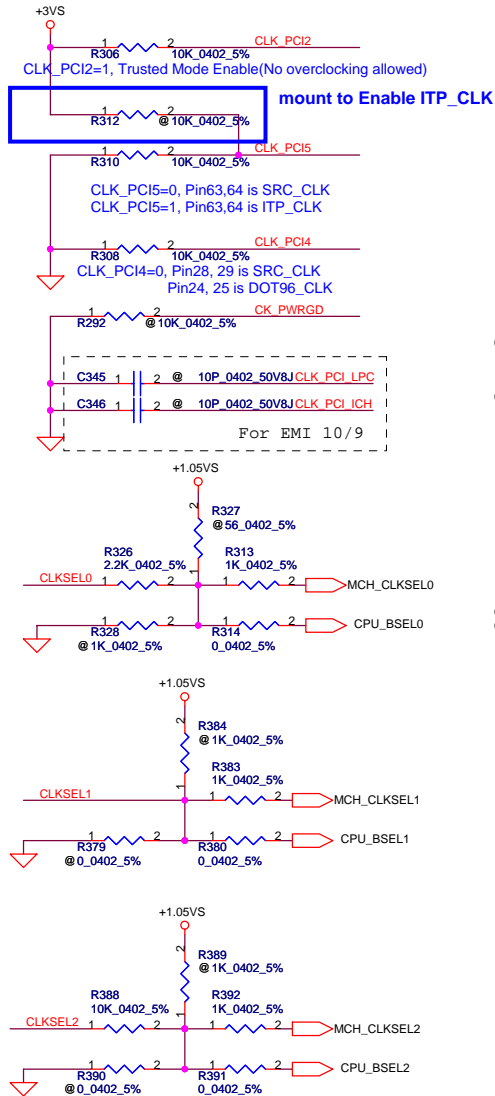 +3VS
1 2 CLK_PCI2
R306 10K_0402_5%
CLK_PCI2=1, Trusted Mode Enable(No overclocking allowed)
mount to Enable ITP_CLK
1 2
R312 @ 10K_0402_5%
1 2 CLK_PCI5
R310 10K_0402_5%
CLK_PCI5=0, Pin63,64 is SRC_CLK
CLK_PCI5=1, Pin63,64 is ITP_CLK
1 2 CLK_PCI4
R308 10K_0402_5%
CLK_PCI4=0, Pin28, 29 is SRC_CLK
Pin24, 25 is DOT96_CLK
1 2 CK_PWRGD
R292 @ 10K_0402_5%
C345 1 2 @ 10P_0402_50V8J CLK_PCI_LPC
C346 1 2 @ 10P_0402_50V8J CLK_PCI_ICH
For EMI 10/9
+1.05VS
2
R327
@ 56_0402_5%
R326 R313
2.2K_0402_5% 1 1K_0402_5%
CLKSEL0 1 2 1 2 MCH_CLKSEL0
1 2 1 2 CPU_BSEL0
R328 R314
@ 1K_0402_5% 0_0402_5%
+1.05VS
2
R384
@ 1K_0402_5%
R383
1 1K_0402_5%
CLKSEL1 1 2 MCH_CLKSEL1
1 2 1 2 CPU_BSEL1
R379 R380
@ 0_0402_5% 0_0402_5%
+1.05VS
2
R389
@ 1K_0402_5%
R388 R392
10K_0402_5% 1 1K_0402_5%
CLKSEL2 1 2 1 2 MCH_CLKSEL2
1 2 1 2 CPU_BSEL2
R390 R391
@ 0_0402_5% 0_0402_5%